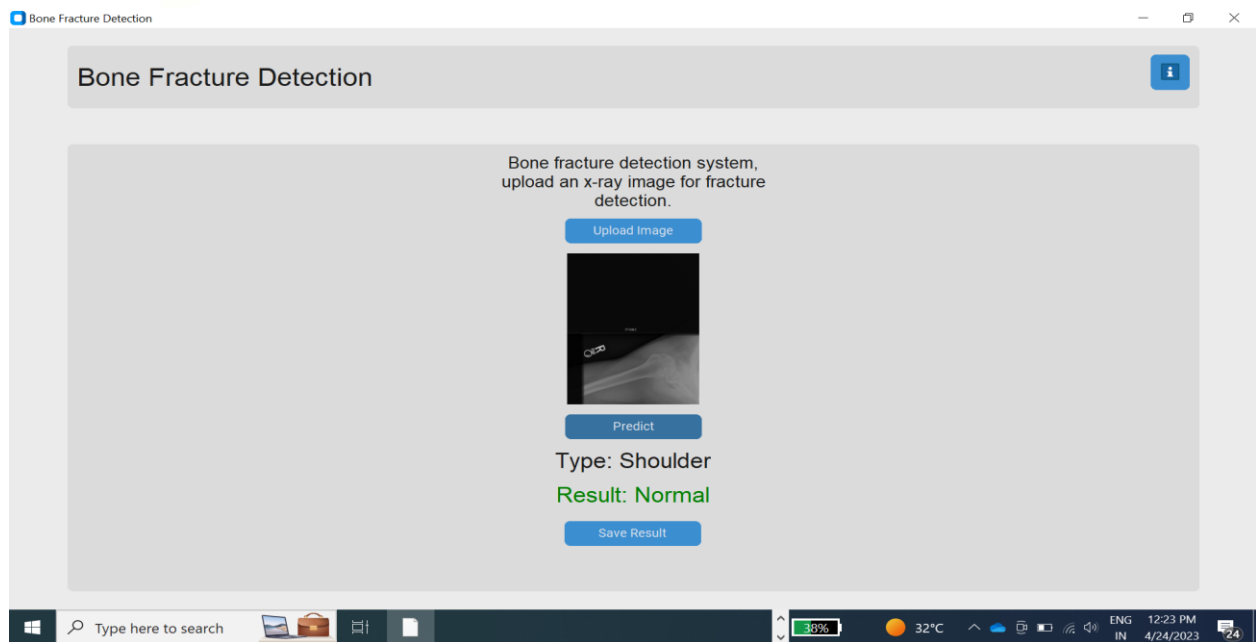 Bone Fracture Detection
Bone Fracture Detection
Bone fracture detection system,
upload an x-ray image for fracture
detection.
Upload Image
Predict
Type: Shoulder
Result: Normal
Save Result
Type here to search
38%
32°C
ENG
IN
12:23 PM
4/24/2023
24